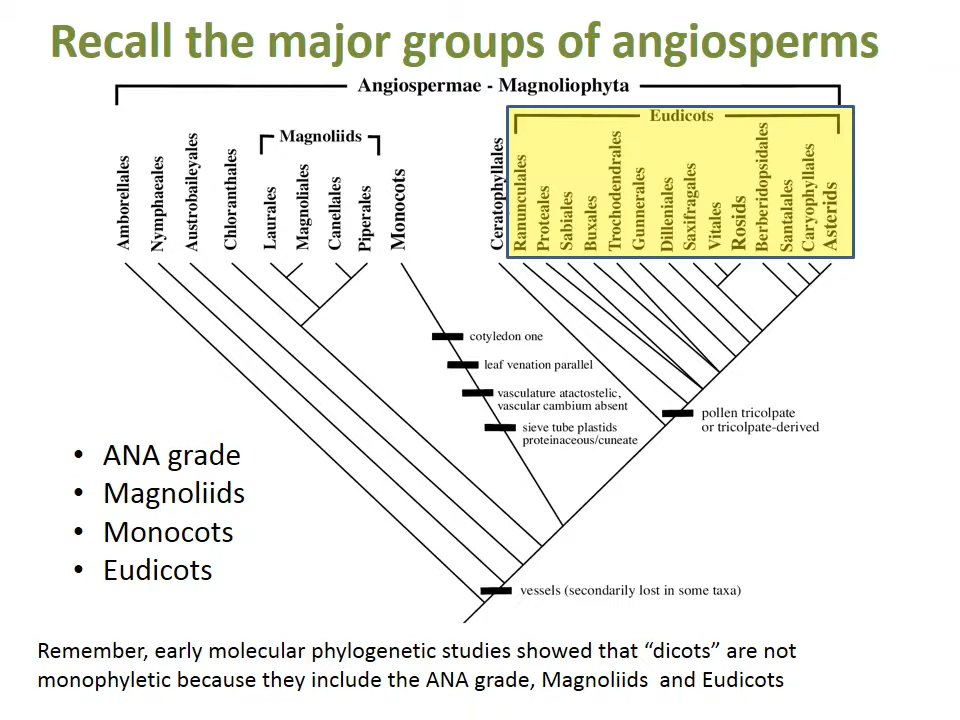 Recall the major groups of angiosperms
Angiospermae - Magnoliophyta
Magnoliids
Eudicots
Amborellales
Nymphaeales
Austrobaileyales
Chloranthales
Laurales
Magnoliales
Canellales
Piperales
Monocots
Ceratophyllales
Ranunculales
Proteales
Sabiales
Buxales
Trochodendrales
Gunnerales
Dilleniales
Saxifragales
Vitales
Rosids
Berberidopsidales
Santalales
Caryophyllales
Asterids
cotyledon one
leaf venation parallel
vasculature atactostelic,
vascular cambium absent
sieve tube plastids
proteinaceous/cuneate
pollen tricolpate
or tricolpate-derived
• ANA grade
• Magnoliids
• Monocots
• Eudicots
vessels (secondarily lost in some taxa)
Remember, early molecular phylogenetic studies showed that “dicots” are not
monophyletic because they include the ANA grade, Magnoliids and Eudicots